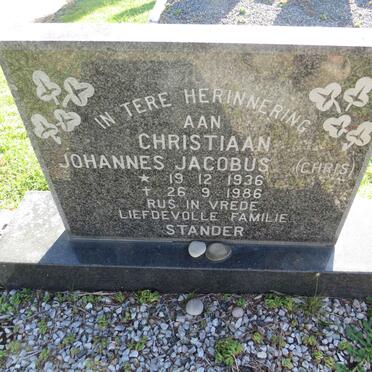 IN TERE HERINNERING
AAN
CHRISTIAAN
JOHANNES JACOBUS (CHRIS)
* 19 12 1936
† 26 9 1986
RUS IN VREDE
LIEFDEVOLLE FAMILIE
STANDER